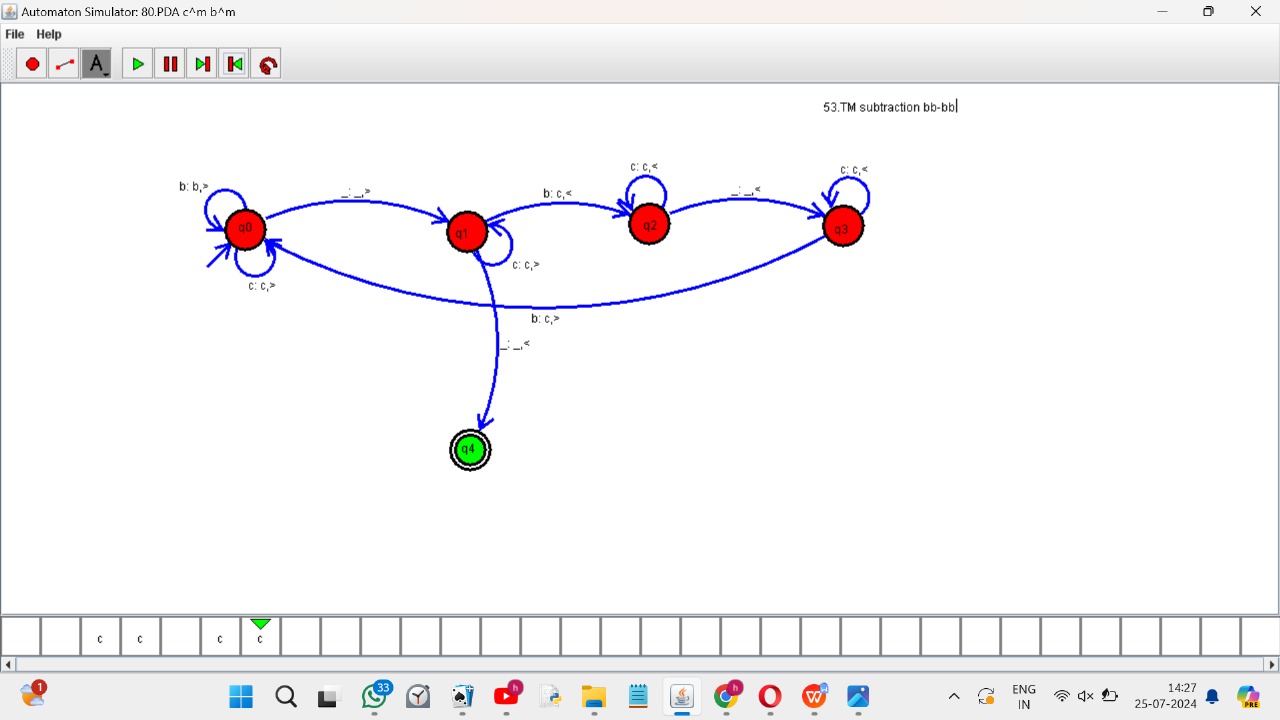 Automaton Simulator: 80.PDA c^m b^m
File Help
A
53.TM subtraction bb-bb
b: b,>
_: _,>
b: c,<
c: c,<
_: _,<
c: c,<
q0
q1
q2
q3
c: c,>
c: c,>
b: c,>
_: _,<
q4
c c c c
1
33
h
h
ENG
IN
14:27
25-07-2024
PRE